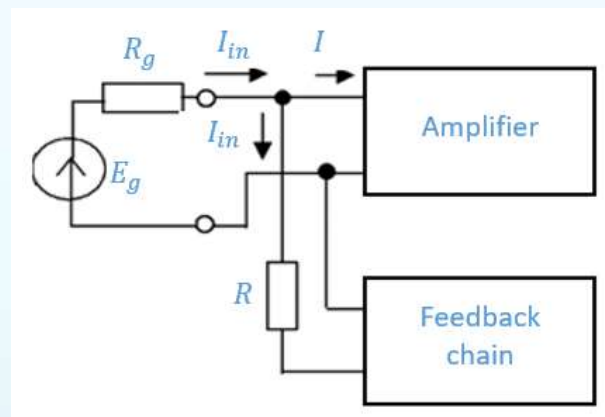 R_g
I_in
I
I_in
Amplifier
E_g
R
Feedback
chain